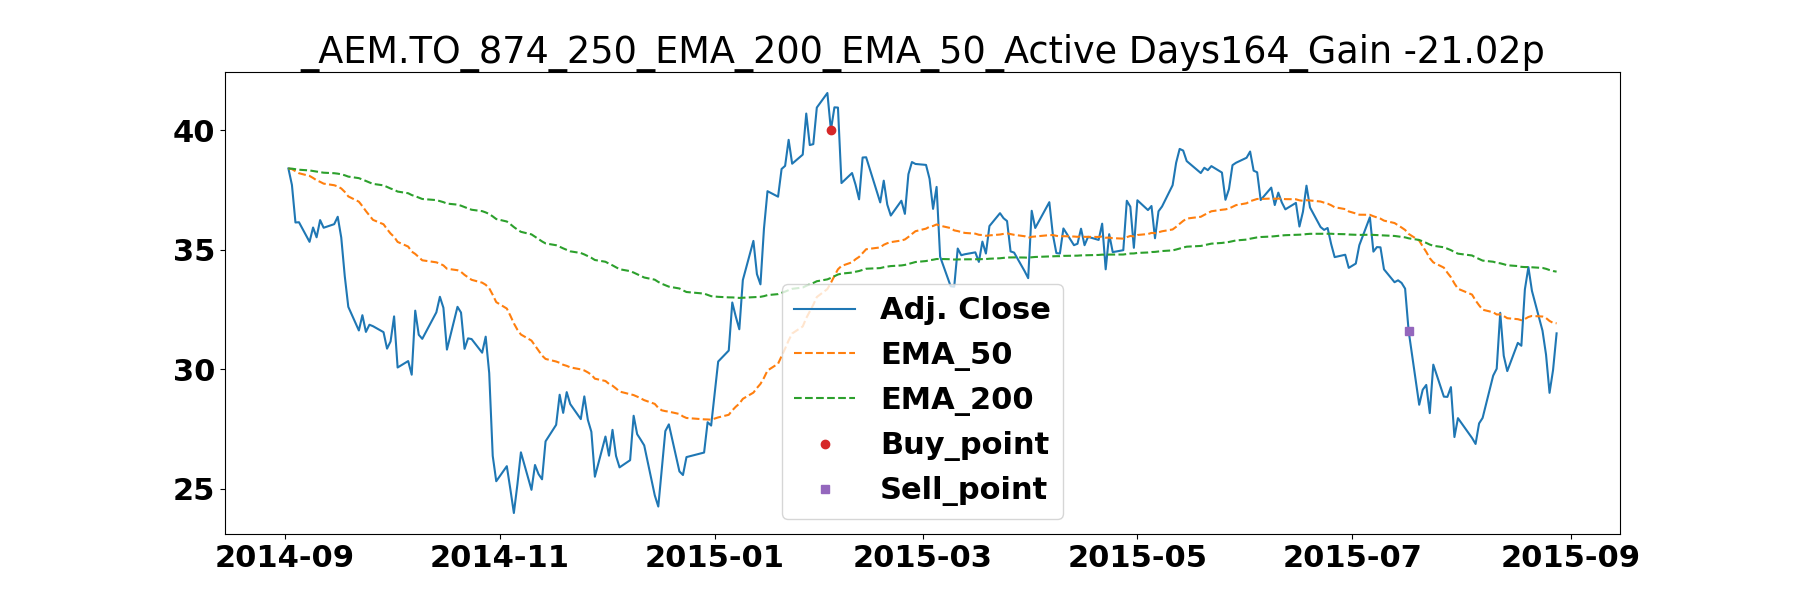 _AEM.TO_874_250_EMA_200_EMA_50_Active Days164_Gain -21.02p
40
35
30
25
Adj. Close
EMA_50
EMA_200
Buy_point
Sell_point
2014-09 2014-11 2015-01 2015-03 2015-05 2015-07 2015-09